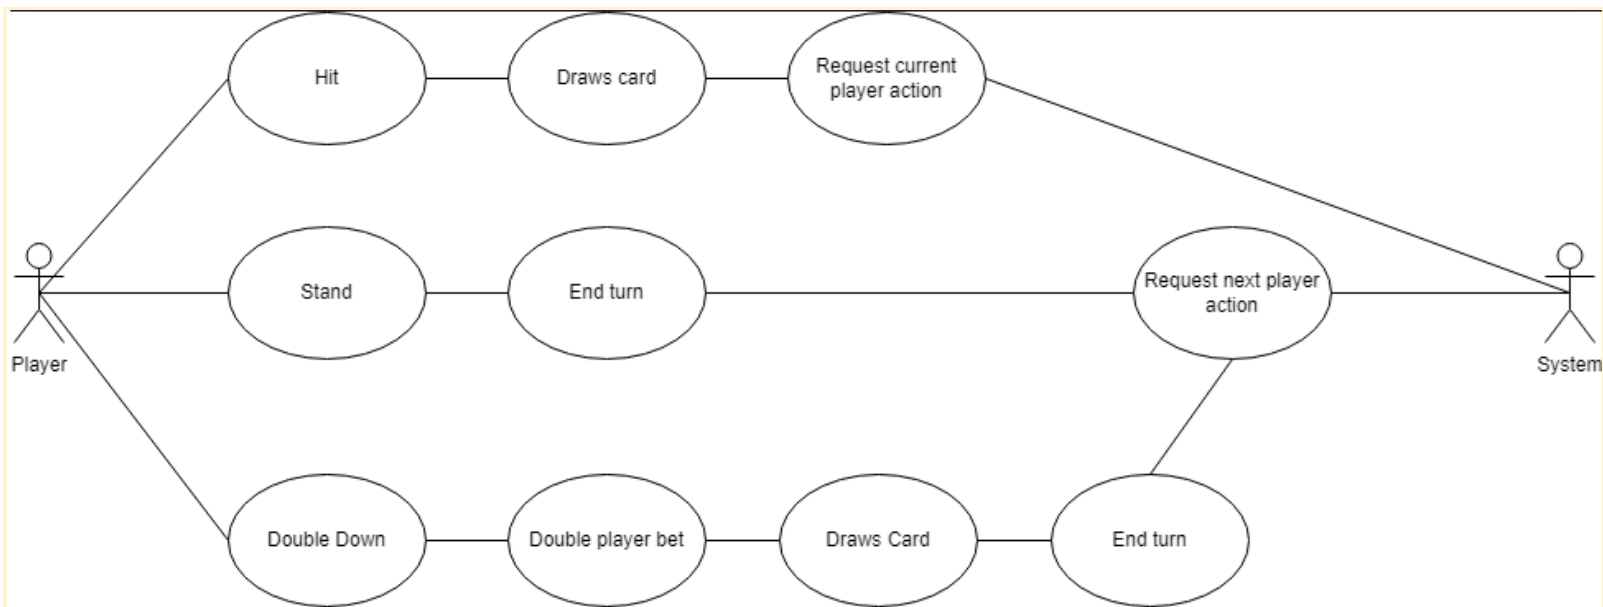 Hit
Draws card
Request current
player action
Stand
End turn
Request next player
action
Player
System
Double Down
Double player bet
Draws Card
End turn